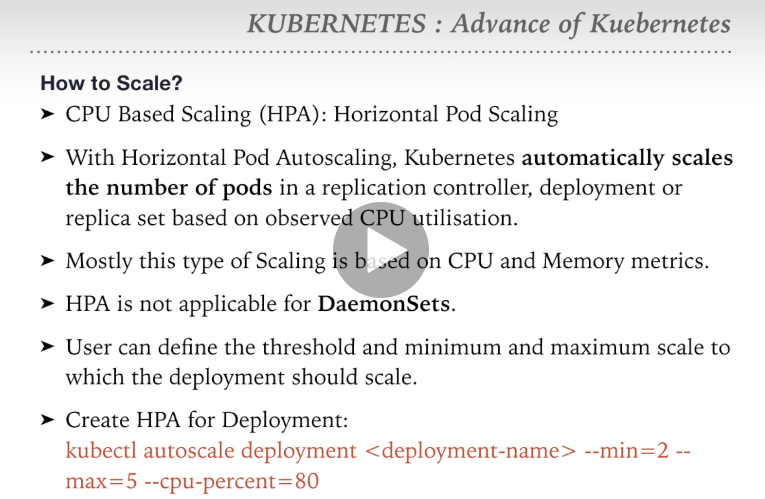 KUBERNETES : Advance of Kuebernetes
How to Scale?
➤ CPU Based Scaling (HPA): Horizontal Pod Scaling
➤ With Horizontal Pod Autoscaling, Kubernetes automatically scales
the number of pods in a replication controller, deployment or
replica set based on observed CPU utilisation.
➤ Mostly this type of Scaling is based on CPU and Memory metrics.
➤ HPA is not applicable for DaemonSets.
➤ User can define the threshold and minimum and maximum scale to
which the deployment should scale.
➤ Create HPA for Deployment:
kubectl autoscale deployment <deployment-name> --min=2 --
max=5 --cpu-percent=80